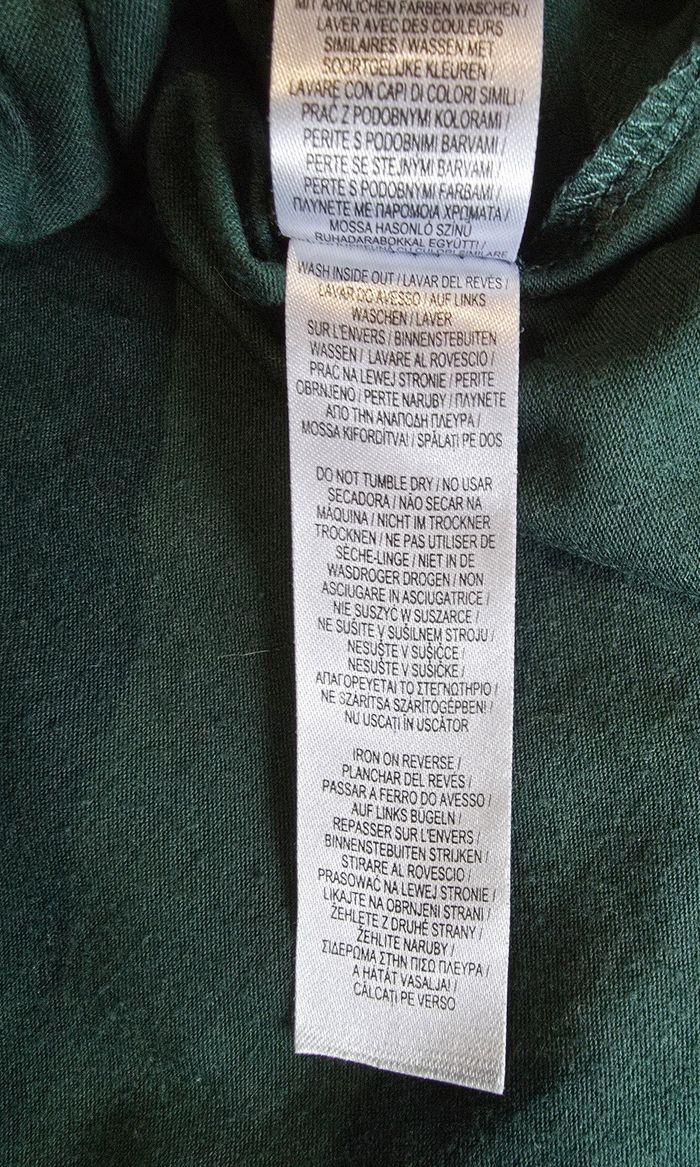 MIT ÄHNLICHEN FARBEN WASCHEN /
LAVER AVEC DES COULEURS
SIMILAIRES / WASSEN MET
SOORTGELIJKE KLEUREN /
LAVARE CON CAPI DI COLORI SIMILI /
PRAĆ Z PODOBNYMI KOLORAMI /
PERITE S PODOBNIMI BARVAMI /
PERTE SE STEJNYMI BARVAMI /
PERTE S PODOBNÝMI FARBAMI /
ΠΛΥΝΕΤΕ ΜΕ ΠΑΡΟΜΟΙΑ ΧΡΩΜΑΤΑ /
MOSSA HASONLÓ SZÍNŰ
RUHADARABOKKAL EGYÜTT! /
WASH INSIDE OUT / LAVAR DEL REVÉS /
LAVAR DO AVESSO / AUF LINKS
WASCHEN / LAVER
SUR L'ENVERS / BINNENSTEBUITEN
WASSEN / LAVARE AL ROVESCIO /
PRAĆ NA LEWEJ STRONIE / PERITE
OBRNJENO / PERTE NARUBY / ΠΛΥΝΕΤΕ
ΑΠΟ ΤΗΝ ΑΝΑΠΟΔΗ ΠΛΕΥΡΑ /
MOSSA KIFORDÍTVA! / SPĂLAȚI PE DOS
DO NOT TUMBLE DRY / NO USAR
SECADORA / NÃO SECAR NA
MÁQUINA / NICHT IM TROCKNER
TROCKNEN / NE PAS UTILISER DE
SÈCHE-LINGE / NIET IN DE
WASDROGER DROGEN / NON
ASCIUGARE IN ASCIUGATRICE /
NIE SUSZYĆ W SUSZARCE /
NE SUŠITE V SUŠILNEM STROJU /
NESUŠTE V SUŠIČCE /
NESUŠTE V SUŠIČKE /
ΑΠΑΓΟΡΕΥΕΤΑΙ ΤΟ ΣΤΕΓΝΩΤΗΡΙΟ /
NE SZÁRÍTSA SZÁRÍTÓGÉPBEN! /
NU USCAȚI ÎN USCĂTOR
IRON ON REVERSE /
PLANCHAR DEL REVÉS /
PASSAR A FERRO DO AVESSO /
AUF LINKS BÜGELN /
REPASSER SUR L'ENVERS /
BINNENSTEBUITEN STRIJKEN /
STIRARE AL ROVESCIO /
PRASOWAĆ NA LEWEJ STRONIE /
LIKAJTE NA OBRNJENI STRANI /
ŽEHLETE Z DRUHÉ STRANY /
ŽEHLITE NARUBY /
ΣΙΔΕΡΩΜΑ ΣΤΗΝ ΠΙΣΩ ΠΛΕΥΡΑ /
A HÁTÁT VASALJA! /
CĂLCAȚI PE VERSO